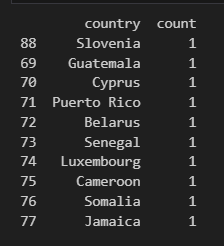 country count
88 Slovenia 1
69 Guatemala 1
70 Cyprus 1
71 Puerto Rico 1
72 Belarus 1
73 Senegal 1
74 Luxembourg 1
75 Cameroon 1
76 Somalia 1
77 Jamaica 1